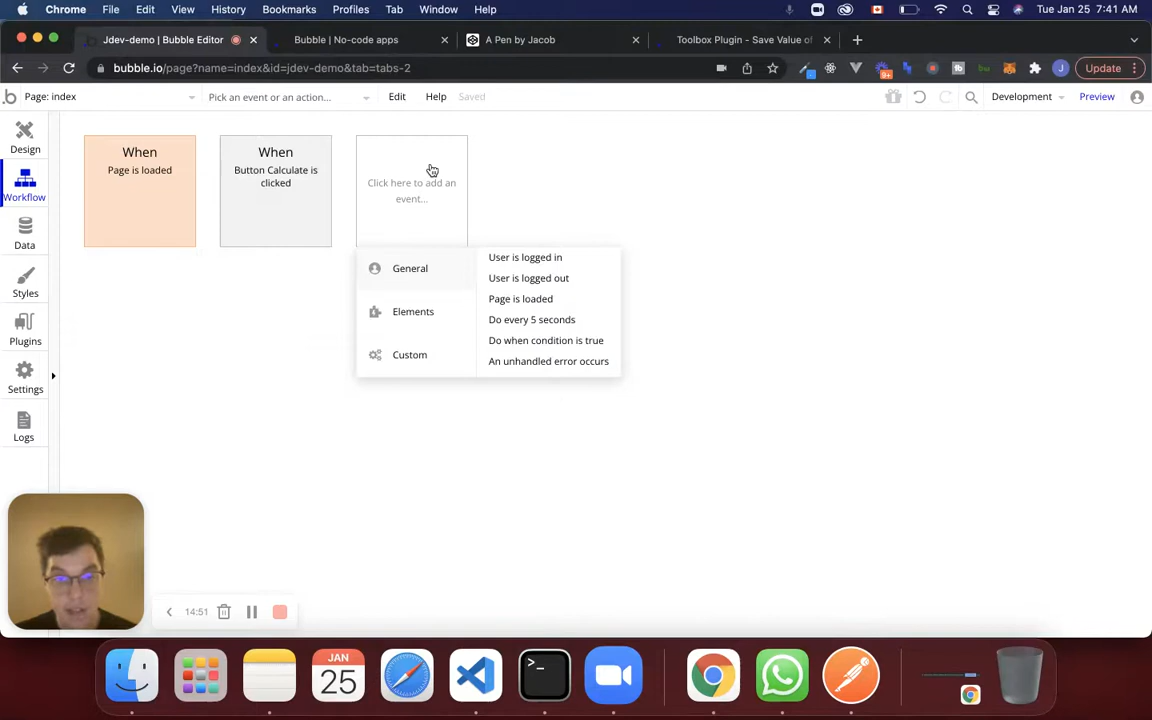 Chrome File Edit View History Bookmarks Profiles Tab Window Help Tue Jan 25 7:41 AM
Jdev-demo | Bubble Editor Bubble | No-code apps A Pen by Jacob Toolbox Plugin - Save Value of
bubble.io/page?name=index&id=jdev-demo&tab=tabs-2 9+ J Update
Page: index Pick an event or an action... Edit Help Saved Development Preview
Design
Workflow
Data
Styles
Plugins
Settings
Logs
When
Page is loaded
When
Button Calculate is
clicked
Click here to add an
event...
General
Elements
Custom
User is logged in
User is logged out
Page is loaded
Do every 5 seconds
Do when condition is true
An unhandled error occurs
14:51
JAN
25